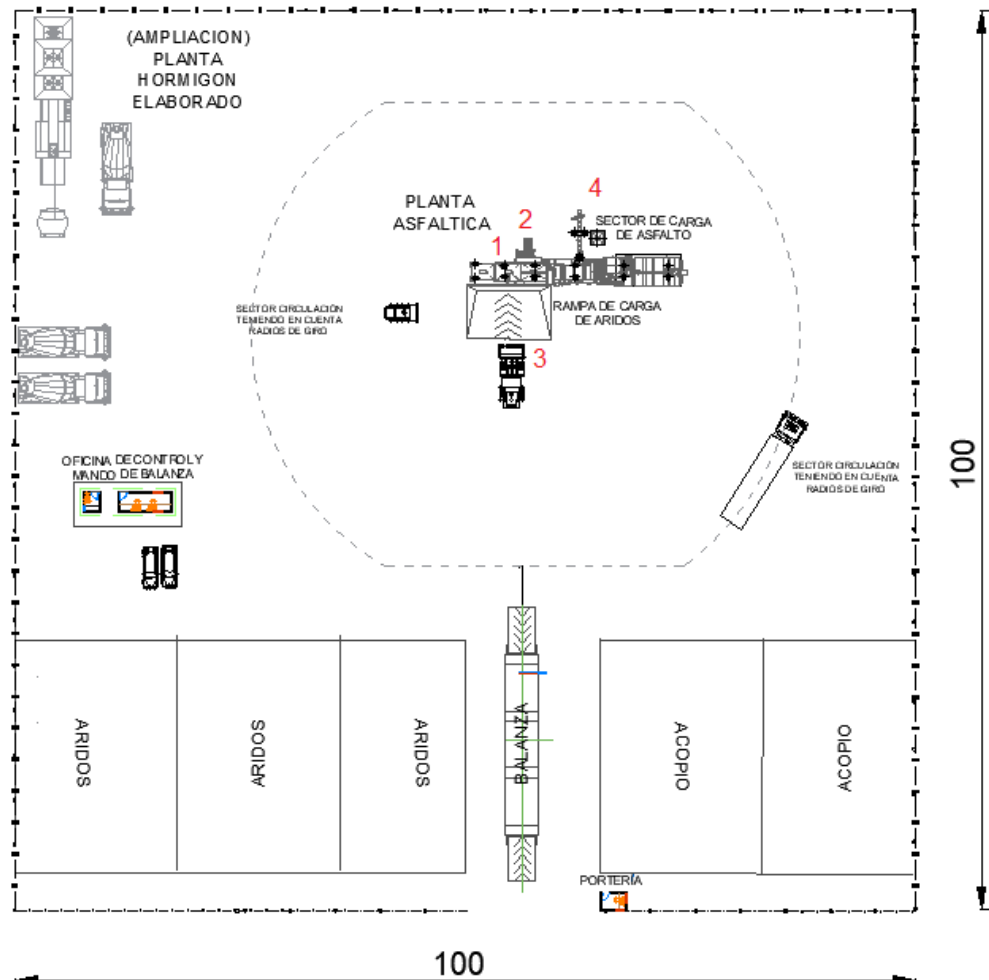 (AMPLIACION)
PLANTA
HORMIGON
ELABORADO
PLANTA
ASFALTICA
1
2
4
SECTOR DE CARGA
DE ASFALTO
SECTOR CIRCULACIÓN
TENIENDO EN CUENTA
RADIOS DE GIRO
RAMPA DE CARGA
DE ARIDOS
3
OFICINA DE CONTROL Y
MANDO DE BALANZA
SECTOR CIRCULACIÓN
TENIENDO EN CUENTA
RADIOS DE GIRO
100
ARIDOS
ARIDOS
ARIDOS
BALANZA
ACOPIO
ACOPIO
PORTERÍA
100